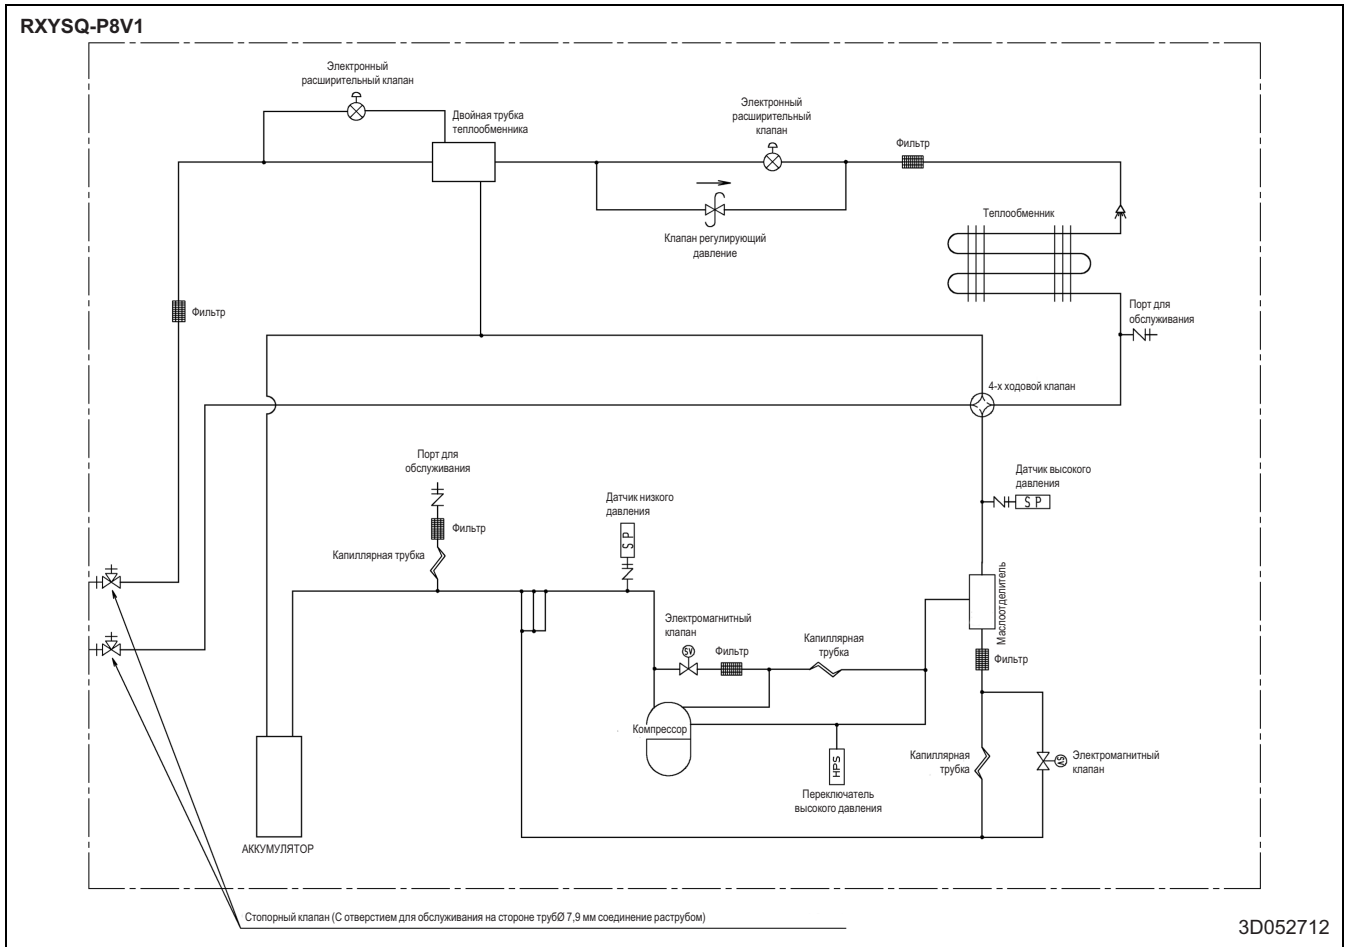 RXYSQ-P8V1
Электронный
расширительный клапан
Двойная трубка
теплообменника
Электронный
расширительный
клапан
Фильтр
Клапан регулирующий
давление
Теплообменник
Порт для
обслуживания
Фильтр
4-х ходовой клапан
Порт для
обслуживания
Фильтр
Капиллярная трубка
Датчик низкого
давления
S P
Датчик высокого
давления
S P
Маслоотделитель
Фильтр
Электромагнитный
клапан
SV
Фильтр
Капиллярная
трубка
Компрессор
HPS
Переключатель
высокого давления
Капиллярная
трубка
SV
Электромагнитный
клапан
АККУМУЛЯТОР
Стопорный клапан (С отверстием для обслуживания на стороне трубØ 7,9 мм соединение раструбом)
3D052712